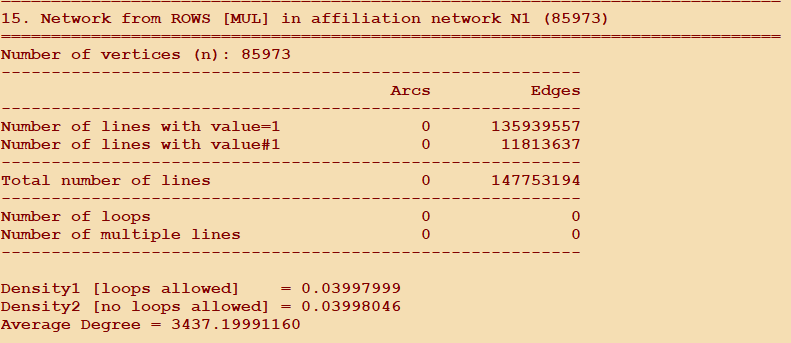 15. Network from ROWS [MUL] in affiliation network N1 (85973)
==============================================================================
Number of vertices (n): 85973
----------------------------------------------------------
                                       Arcs          Edges
----------------------------------------------------------
Number of lines with value=1              0      135939557
Number of lines with value#1              0       11813637
----------------------------------------------------------
Total number of lines                     0      147753194
----------------------------------------------------------
Number of loops                           0              0
Number of multiple lines                  0              0
----------------------------------------------------------
Density1 [loops allowed]    = 0.03997999
Density2 [no loops allowed] = 0.03998046
Average Degree = 3437.19991160